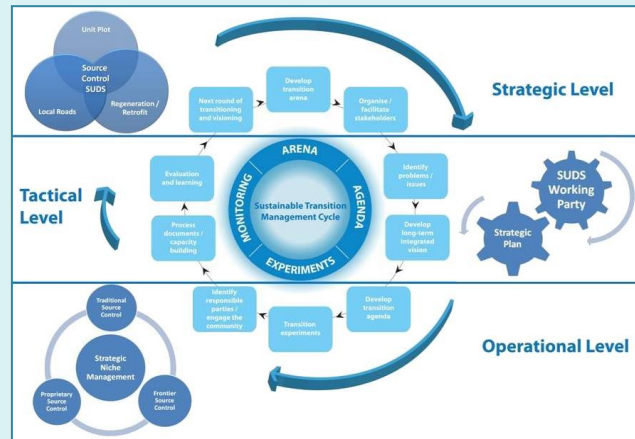 Unit Plot
Source
Control
SUDS
Local Roads
Regeneration /
Retrofit
Develop
transition
arena
Next round of
transitioning
and visioning
Organise /
facilitate
stakeholders
Strategic Level
Tactical
Level
Evaluation
and learning
Process
documents /
capacity
building
ARENA
AGENDA
EXPERIMENTS
MONITORING
Sustainable Transition
Management Cycle
Identify
problems /
issues
Develop
long-term
integrated
vision
SUDS
Working
Party
Strategic
Plan
Identify
responsible
parties /
engage the
community
Transition
experiments
Develop
transition
agenda
Operational Level
Traditional
Source
Control
Strategic
Niche
Management
Proprietary
Source
Control
Frontier
Source
Control